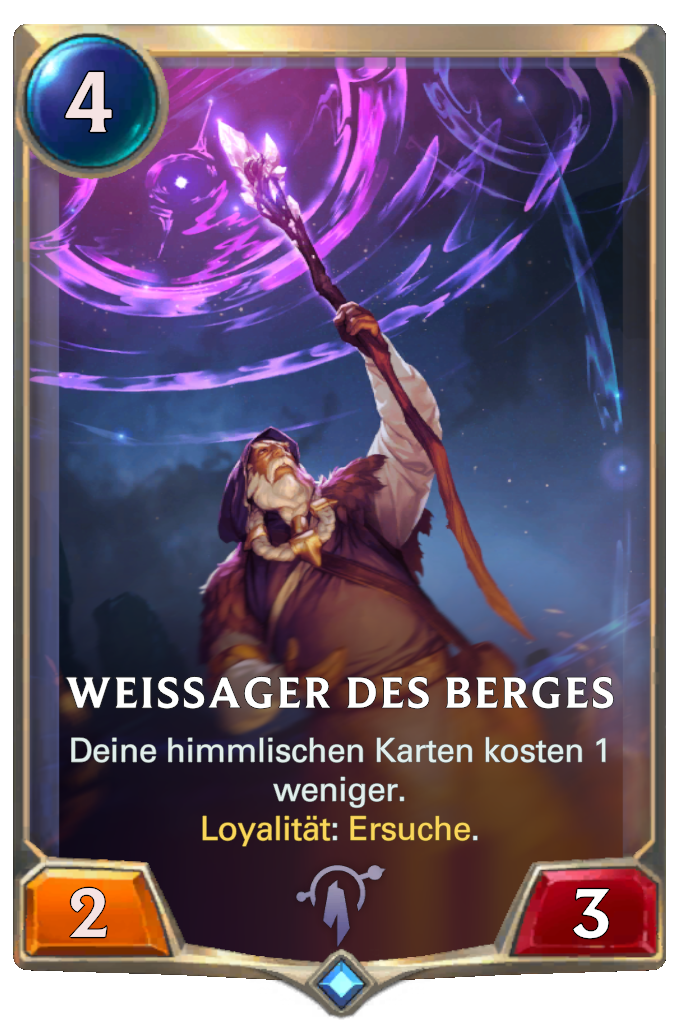 4
WEISSAGER DES BERGES
Deine himmlischen Karten kosten 1
weniger.
Loyalität: Ersuche.
2
3